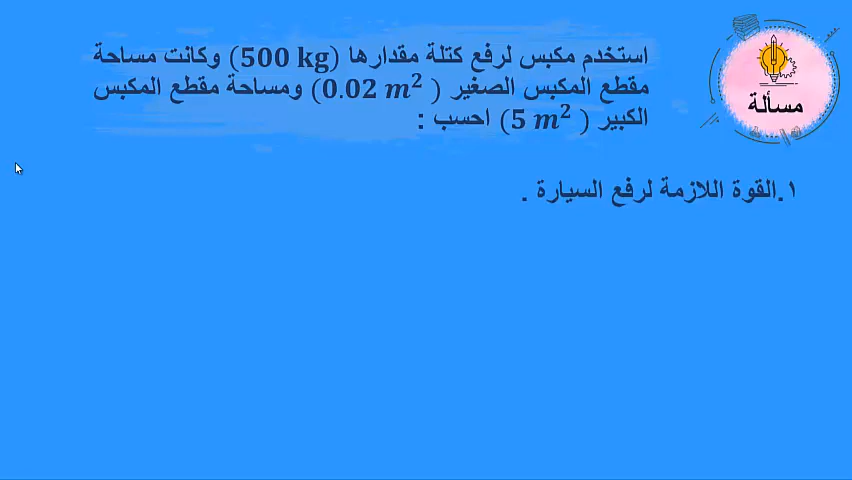 مسألة
استخدم مكبس لرفع كتلة مقدارها (500 kg) وكانت مساحة
مقطع المكبس الصغير ( 0.02 m²) ومساحة مقطع المكبس
الكبير ( 5 m²) احسب :
١.القوة اللازمة لرفع السيارة .